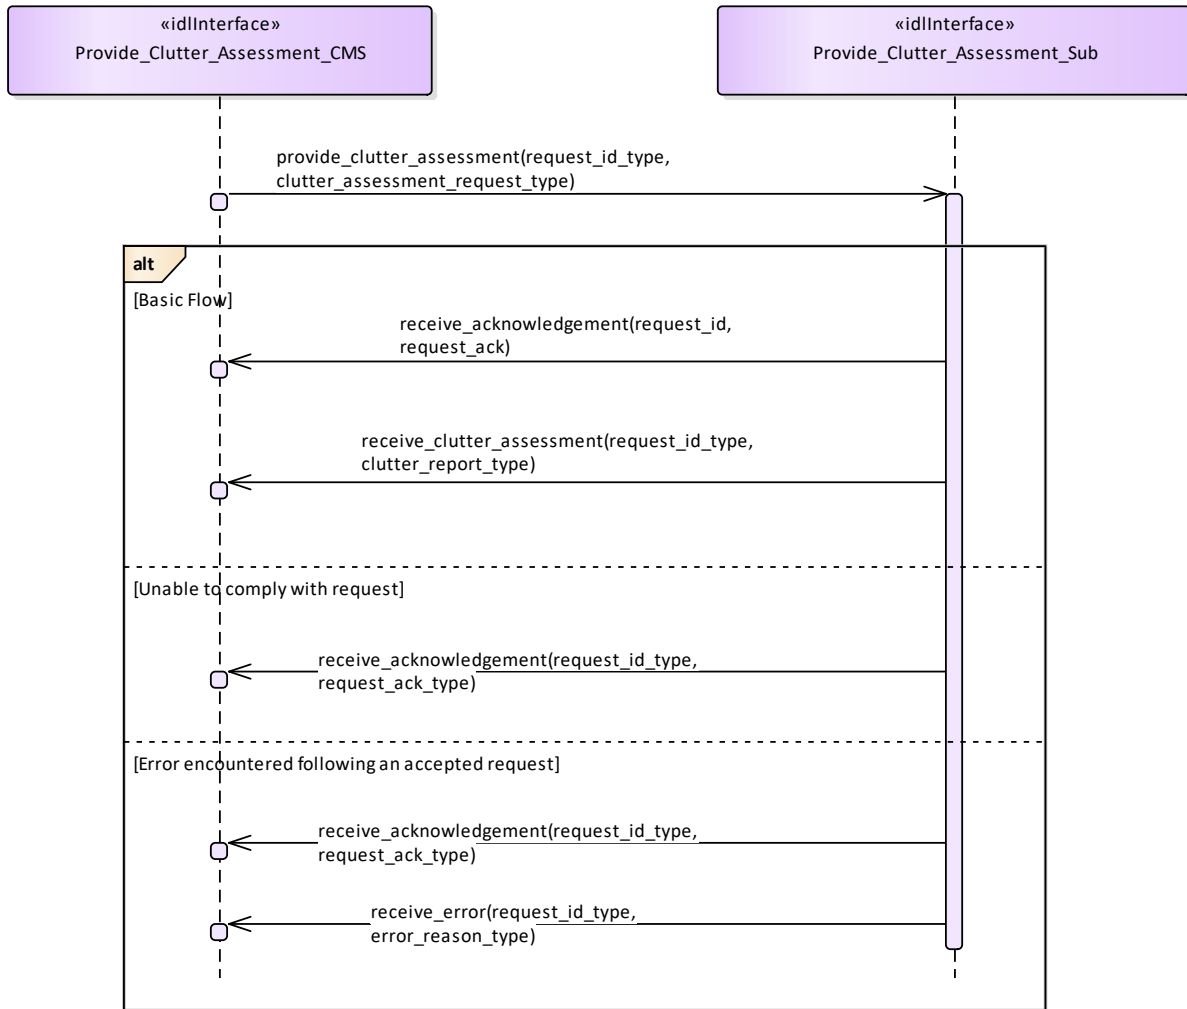 «idlInterface»
Provide_Clutter_Assessment_CMS
«idlInterface»
Provide_Clutter_Assessment_Sub
provide_clutter_assessment(request_id_type,
clutter_assessment_request_type)
alt
[Basic Flow]
receive_acknowledgement(request_id,
request_ack)
receive_clutter_assessment(request_id_type,
clutter_report_type)
[Unable to comply with request]
receive_acknowledgement(request_id_type,
request_ack_type)
[Error encountered following an accepted request]
receive_acknowledgement(request_id_type,
request_ack_type)
receive_error(request_id_type,
error_reason_type)